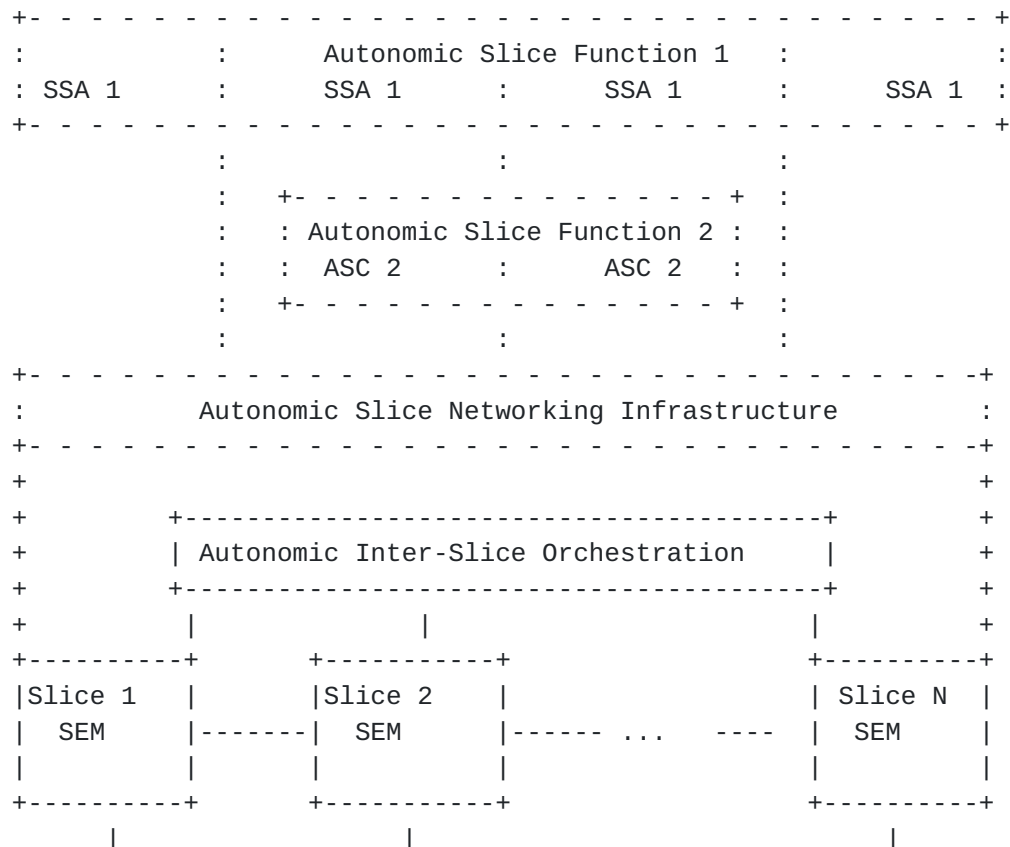 +- - - - - - - - - - - - - - - - - - - - - - - - - - - - - - - +
:            :      Autonomic Slice Function 1   :             :
: SSA 1      :      SSA 1      :      SSA 1      :      SSA 1  :
+- - - - - - - - - - - - - - - - - - - - - - - - - - - - - - - +
             :                 :                 :
             :   +- - - - - - - - - - - - - - +  :
             :   : Autonomic Slice Function 2 :  :
             :   :  ASC 2      :      ASC 2   :  :
             :   +- - - - - - - - - - - - - - +  :
             :                 :                 :
+- - - - - - - - - - - - - - - - - - - - - - - - - - - - - - -+
:           Autonomic Slice Networking Infrastructure         :
+- - - - - - - - - - - - - - - - - - - - - - - - - - - - - - -+
+                                                             +
+         +-----------------------------------------+         +
+         | Autonomic Inter-Slice Orchestration     |         +
+         +-----------------------------------------+         +
+          |              |                        |          +
+----------+       +-----------+                   +----------+
|Slice 1   |       |Slice 2    |                   | Slice N  |
|  SEM     |-------|  SEM      |------ ...   ----  |  SEM     |
|          |       |           |                   |          |
+----------+       +-----------+                   +----------+
      |                  |                              |